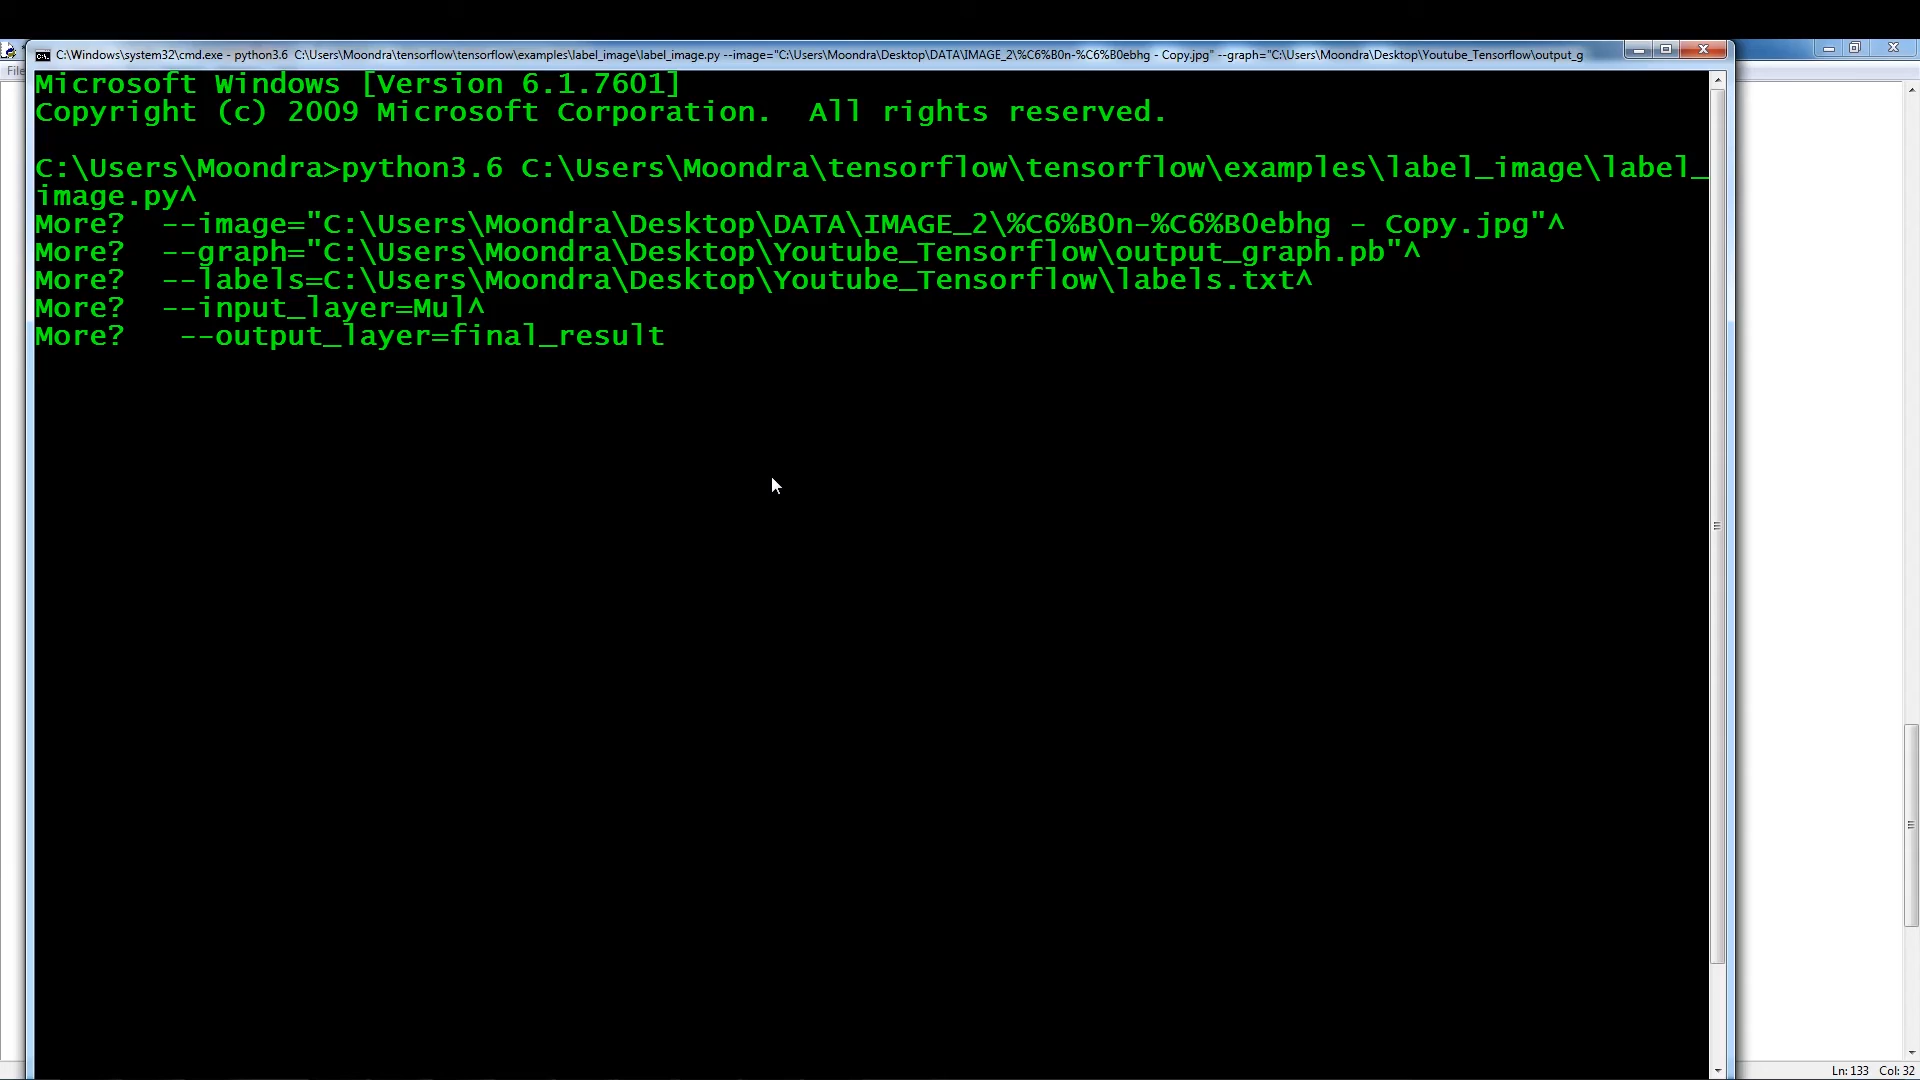 C:\Windows\system32\cmd.exe - python3.6  C:\Users\Moondra\tensorflow\tensorflow\examples\label_image\label_image.py --image="C:\Users\Moondra\Desktop\DATA\IMAGE_2\%C6%B0n-%C6%B0ebhg - Copy.jpg" --graph="C:\Users\Moondra\Desktop\Youtube_Tensorflow\output_g
File
Microsoft Windows [Version 6.1.7601]
Copyright (c) 2009 Microsoft Corporation.  All rights reserved.
C:\Users\Moondra>python3.6 C:\Users\Moondra\tensorflow\tensorflow\examples\label_image\label_
image.py^
More?  --image="C:\Users\Moondra\Desktop\DATA\IMAGE_2\%C6%B0n-%C6%B0ebhg - Copy.jpg"^
More?  --graph="C:\Users\Moondra\Desktop\Youtube_Tensorflow\output_graph.pb"^
More?  --labels=C:\Users\Moondra\Desktop\Youtube_Tensorflow\labels.txt^
More?  --input_layer=Mul^
More?   --output_layer=final_result
Ln: 133 Col: 32